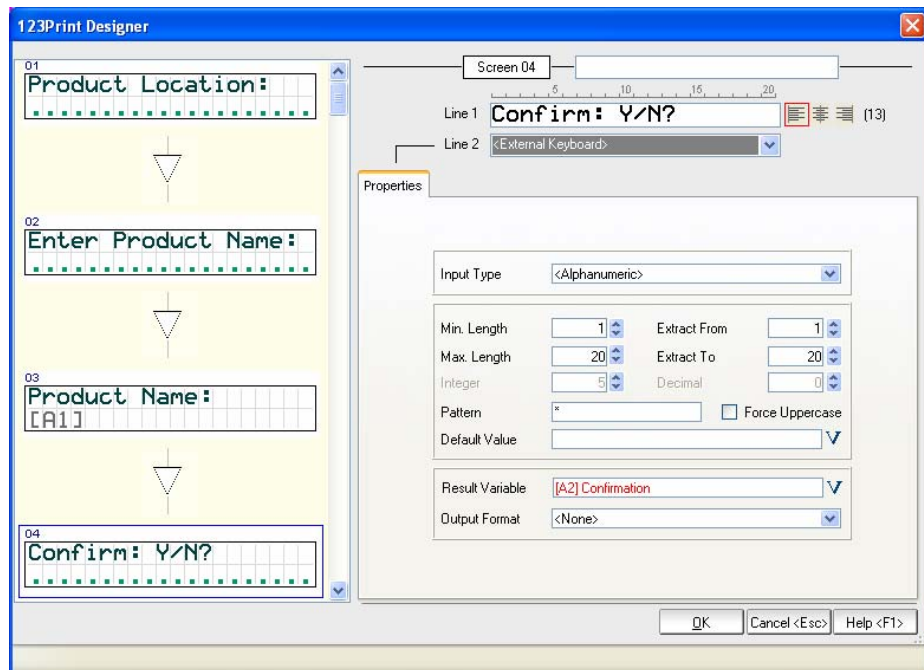 123Print Designer
01
Product Location:
02
Enter Product Name:
03
Product Name:
[A1]
04
Confirm: Y/N?
Screen 04
5 10 15 20
Line 1 Confirm: Y/N? (13)
Line 2 <External Keyboard>
Properties
Input Type <Alphanumeric>
Min. Length 1 Extract From 1
Max. Length 20 Extract To 20
Integer 5 Decimal 0
Pattern * Force Uppercase
Default Value
Result Variable [A2] Confirmation
Output Format <None>
OK Cancel <Esc> Help <F1>